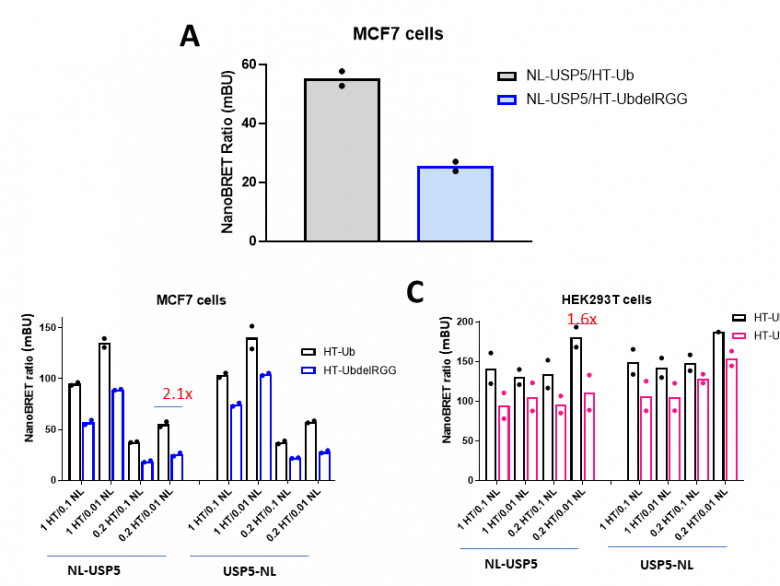 A
MCF7 cells
NanoBRET Ratio (mBU)
60
40
20
0
NL-USP5/HT-Ub
NL-USP5/HT-UbdelRGG
MCF7 cells
NanoBRET ratio (mBU)
150
100
50
0
2.1x
HT-Ub
HT-UbdelRGG
1 HT/0.1 NL
1 HT/0.01 NL
0.2 HT/0.1 NL
0.2 HT/0.01 NL
1 HT/0.1 NL
1 HT/0.01 NL
0.2 HT/0.1 NL
0.2 HT/0.01 NL
NL-USP5
USP5-NL
C
HEK293T cells
NanoBRET ratio (mBU)
200
150
100
50
0
1.6x
HT-U
HT-U
1 HT/0.1 NL
1 HT/0.01 NL
0.2 HT/0.1 NL
0.2 HT/0.01 NL
1 HT/0.1 NL
1 HT/0.01 NL
0.2 HT/0.1 NL
0.2 HT/0.01 NL
NL-USP5
USP5-NL